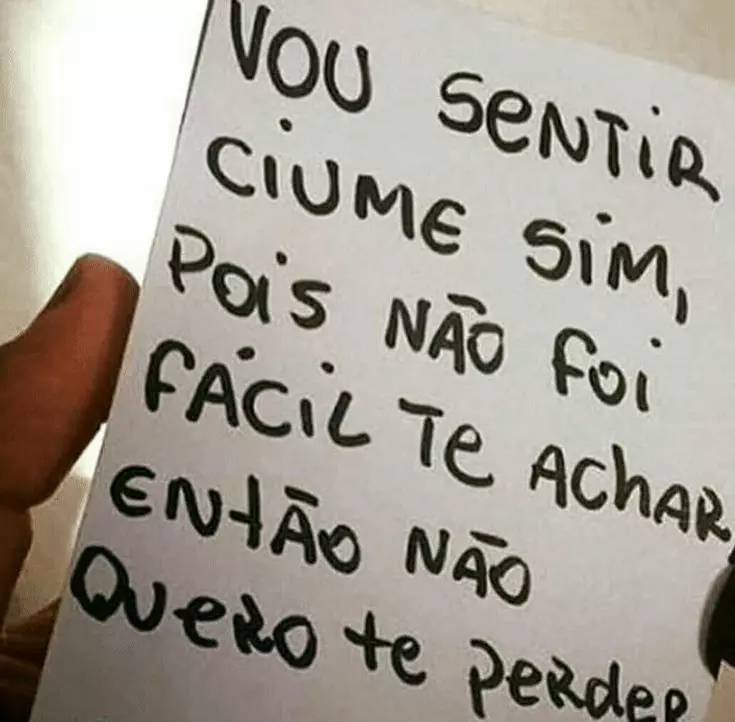 VOU SENTIR
CIUME SIM,
POIS NÃO FOI
FÁCIL TE ACHAR,
ENTÃO NÃO
QUERO TE PERDER